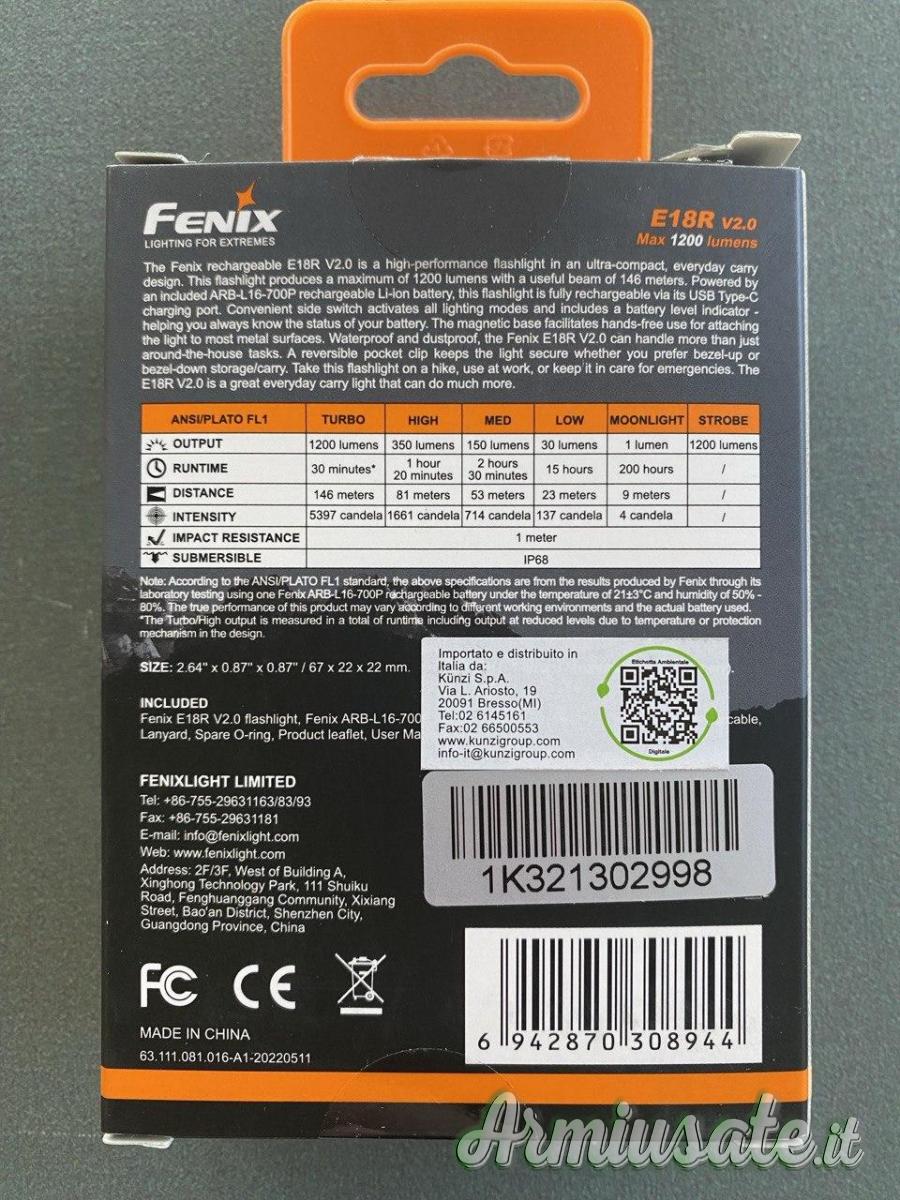 FENIX
LIGHTING FOR EXTREMES
E18R V2.0
Max 1200 lumens
The Fenix rechargeable E18R V2.0 is a high-performance flashlight in an ultra-compact, everyday carry
design. This flashlight produces a maximum of 1200 lumens with a useful beam of 146 meters. Powered by
an included ARB-L16-700P rechargeable Li-ion battery, this flashlight is fully rechargeable via its USB Type-C
charging port. Convenient side switch activates all lighting modes and includes a battery level indicator -
helping you always know the status of your battery. The magnetic base facilitates hands-free use for attaching
the light to most metal surfaces. Waterproof and dustproof, the Fenix E18R V2.0 can handle more than just
around-the-house tasks. A reversible pocket clip keeps the light secure whether you prefer bezel-up or
bezel-down storage/carry. Take this flashlight on a hike, use at work, or keep it in care for emergencies. The
E18R V2.0 is a great everyday carry light that can do much more.
ANSI/PLATO FL1 TURBO HIGH MED LOW MOONLIGHT STROBE
OUTPUT 1200 lumens 350 lumens 150 lumens 30 lumens 1 lumen 1200 lumens
RUNTIME 30 minutes* 1 hour 20 minutes 2 hours 30 minutes 15 hours 200 hours /
DISTANCE 146 meters 81 meters 53 meters 23 meters 9 meters /
INTENSITY 5397 candela 1661 candela 714 candela 137 candela 4 candela /
IMPACT RESISTANCE 1 meter
SUBMERSIBLE IP68
Note: According to the ANSI/PLATO FL1 standard, the above specifications are from the results produced by Fenix through its
laboratory testing using one Fenix ARB-L16-700P rechargeable battery under the temperature of 21±3°C and humidity of 50% -
80%. The true performance of this product may vary according to different working environments and the actual battery used.
*The Turbo/High output is measured in a total of runtime including output at reduced levels due to temperature or protection
mechanism in the design.
SIZE: 2.64" x 0.87" x 0.87" / 67 x 22 x 22 mm.
INCLUDED
Fenix E18R V2.0 flashlight, Fenix ARB-L16-700 cable,
Lanyard, Spare O-ring, Product leaflet, User Ma
Importato e distribuito in
Italia da:
Künzi S.p.A.
Via L. Ariosto, 19
20091 Bresso(MI)
Tel:02 6145161
Fax:02 66500553
www.kunzigroup.com
info-it@kunzigroup.com
Etichetta Ambientale
Digitale
FENIXLIGHT LIMITED
Tel: +86-755-29631163/83/93
Fax: +86-755-29631181
E-mail: info@fenixlight.com
Web: www.fenixlight.com
Address: 2F/3F, West of Building A,
Xinghong Technology Park, 111 Shuiku
Road, Fenghuanggang Community, Xixiang
Street, Bao'an District, Shenzhen City,
Guangdong Province, China
1K321302998
FC CE
6 942870 308944
MADE IN CHINA
63.111.081.016-A1-20220511
Armiusate.it